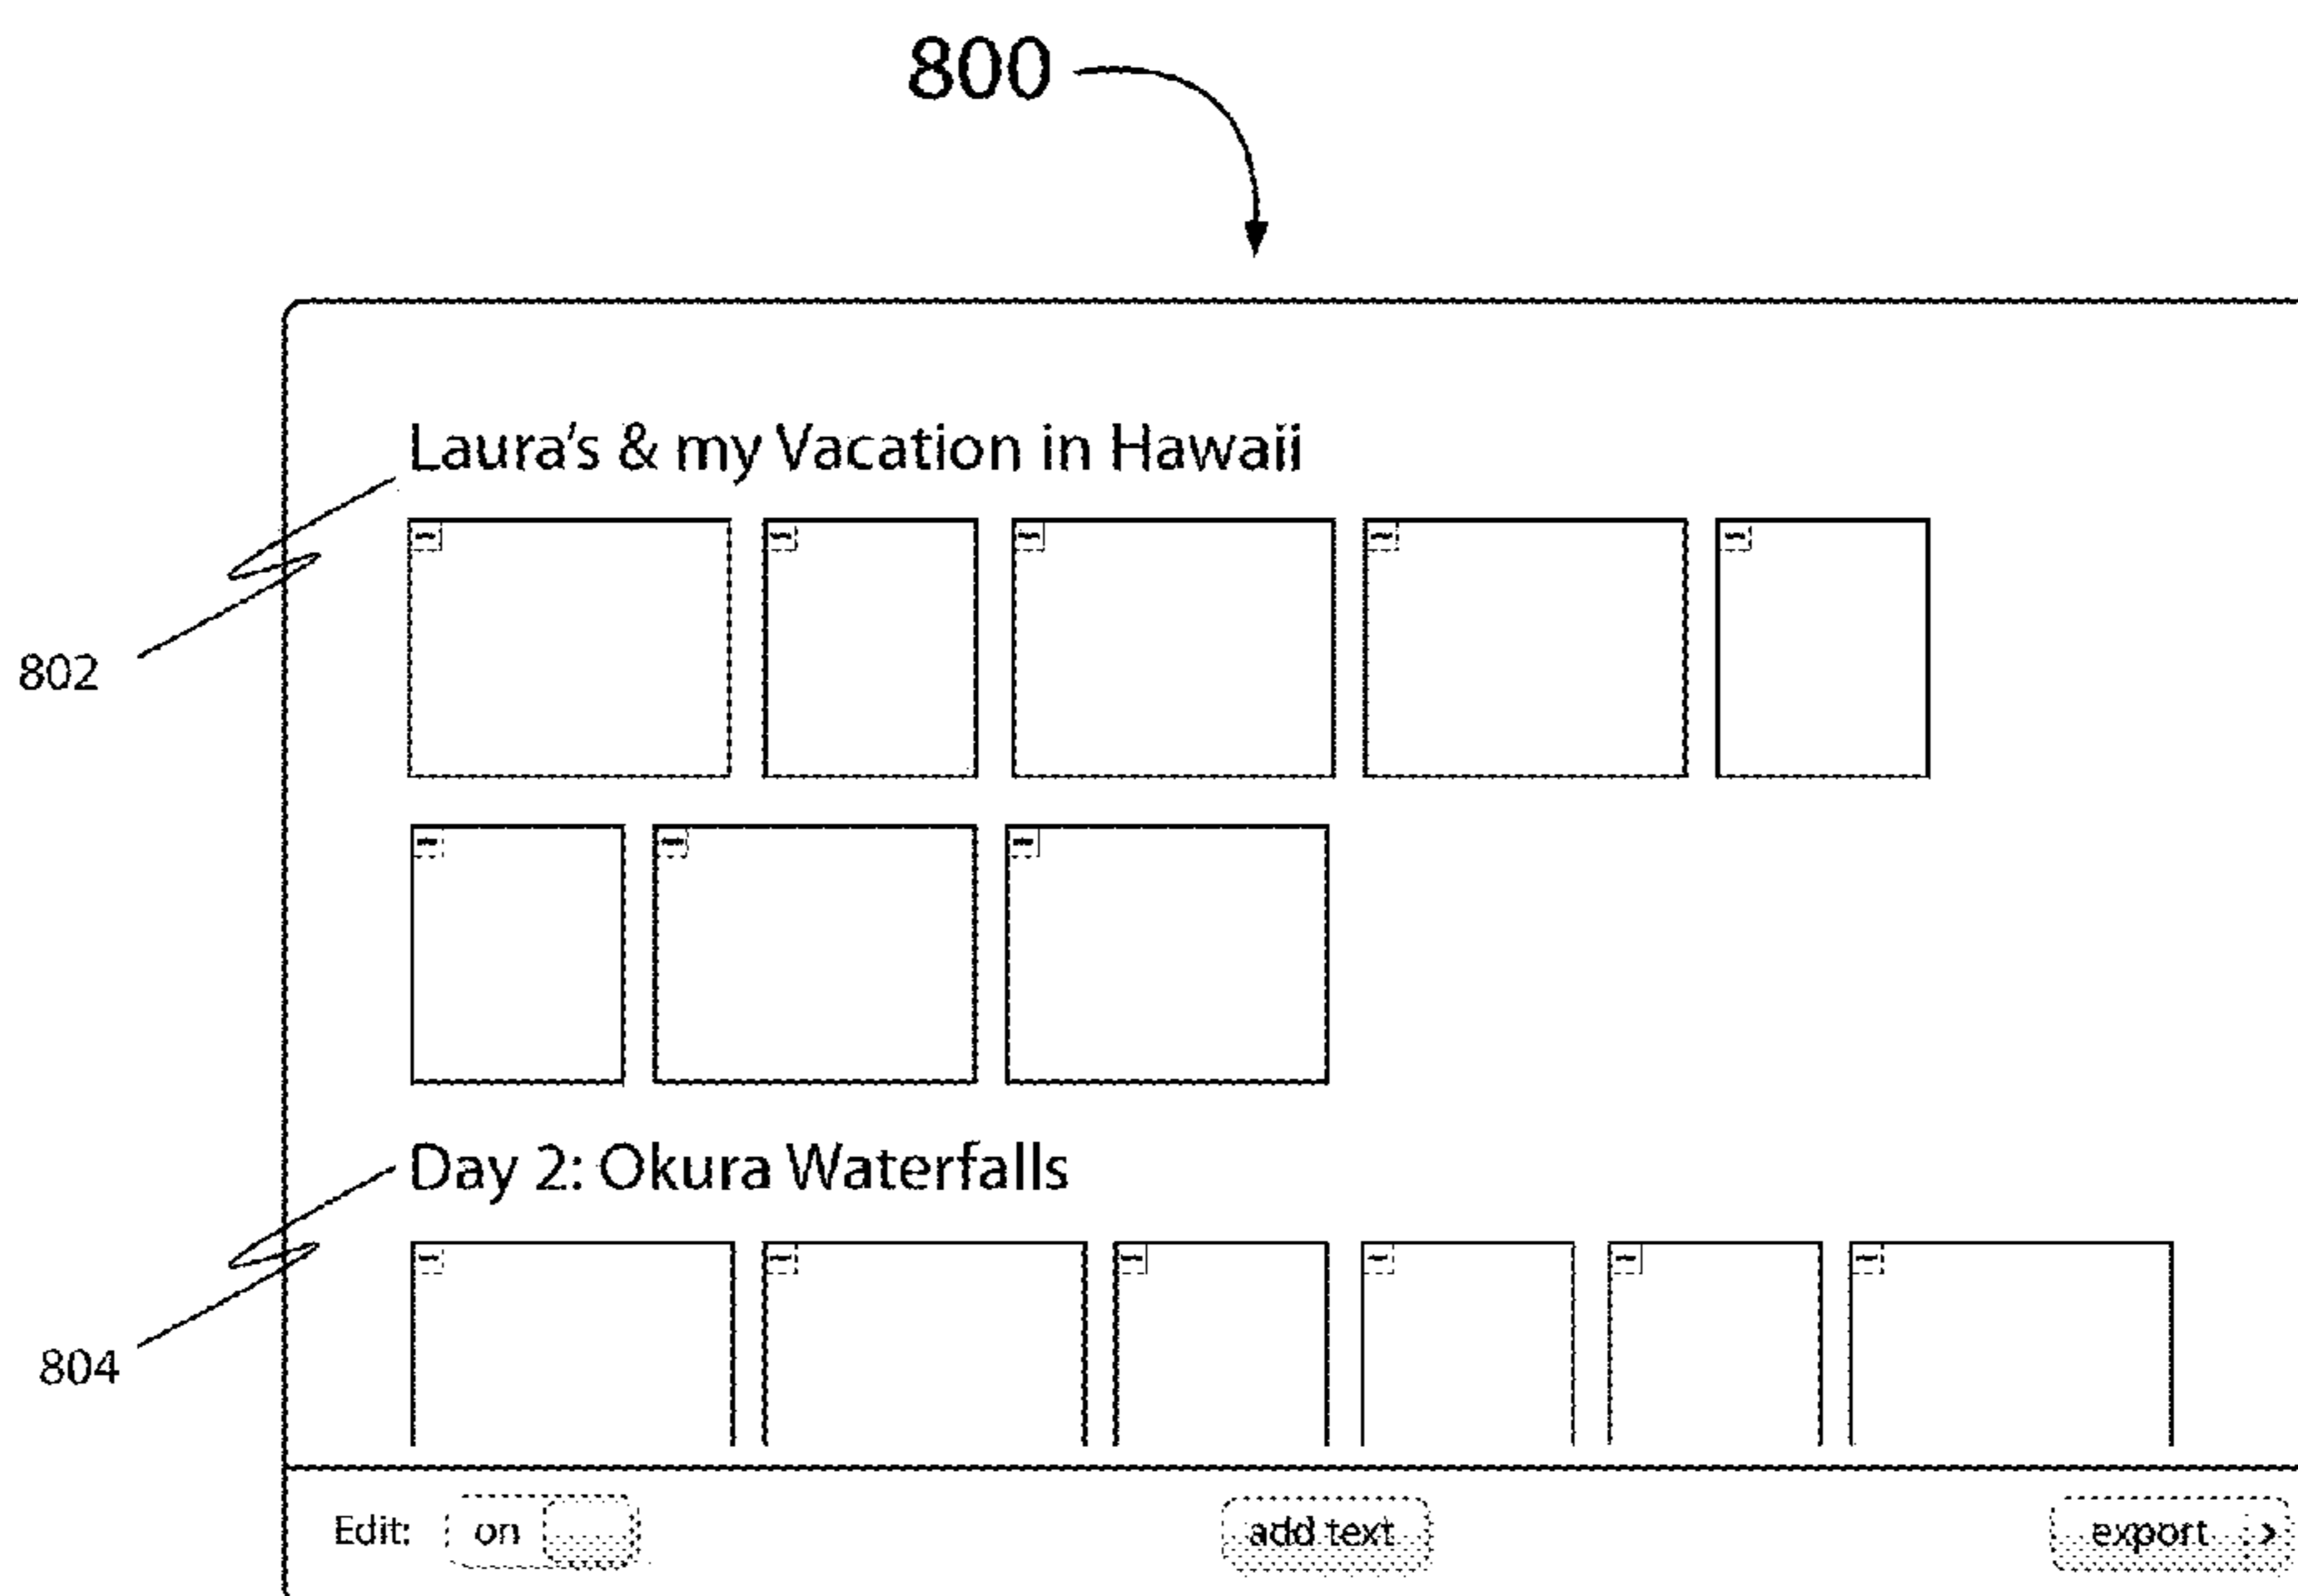 800
Laura's & my Vacation in Hawaii
802
Day 2: Okura Waterfalls
804
Edit: on add text export >